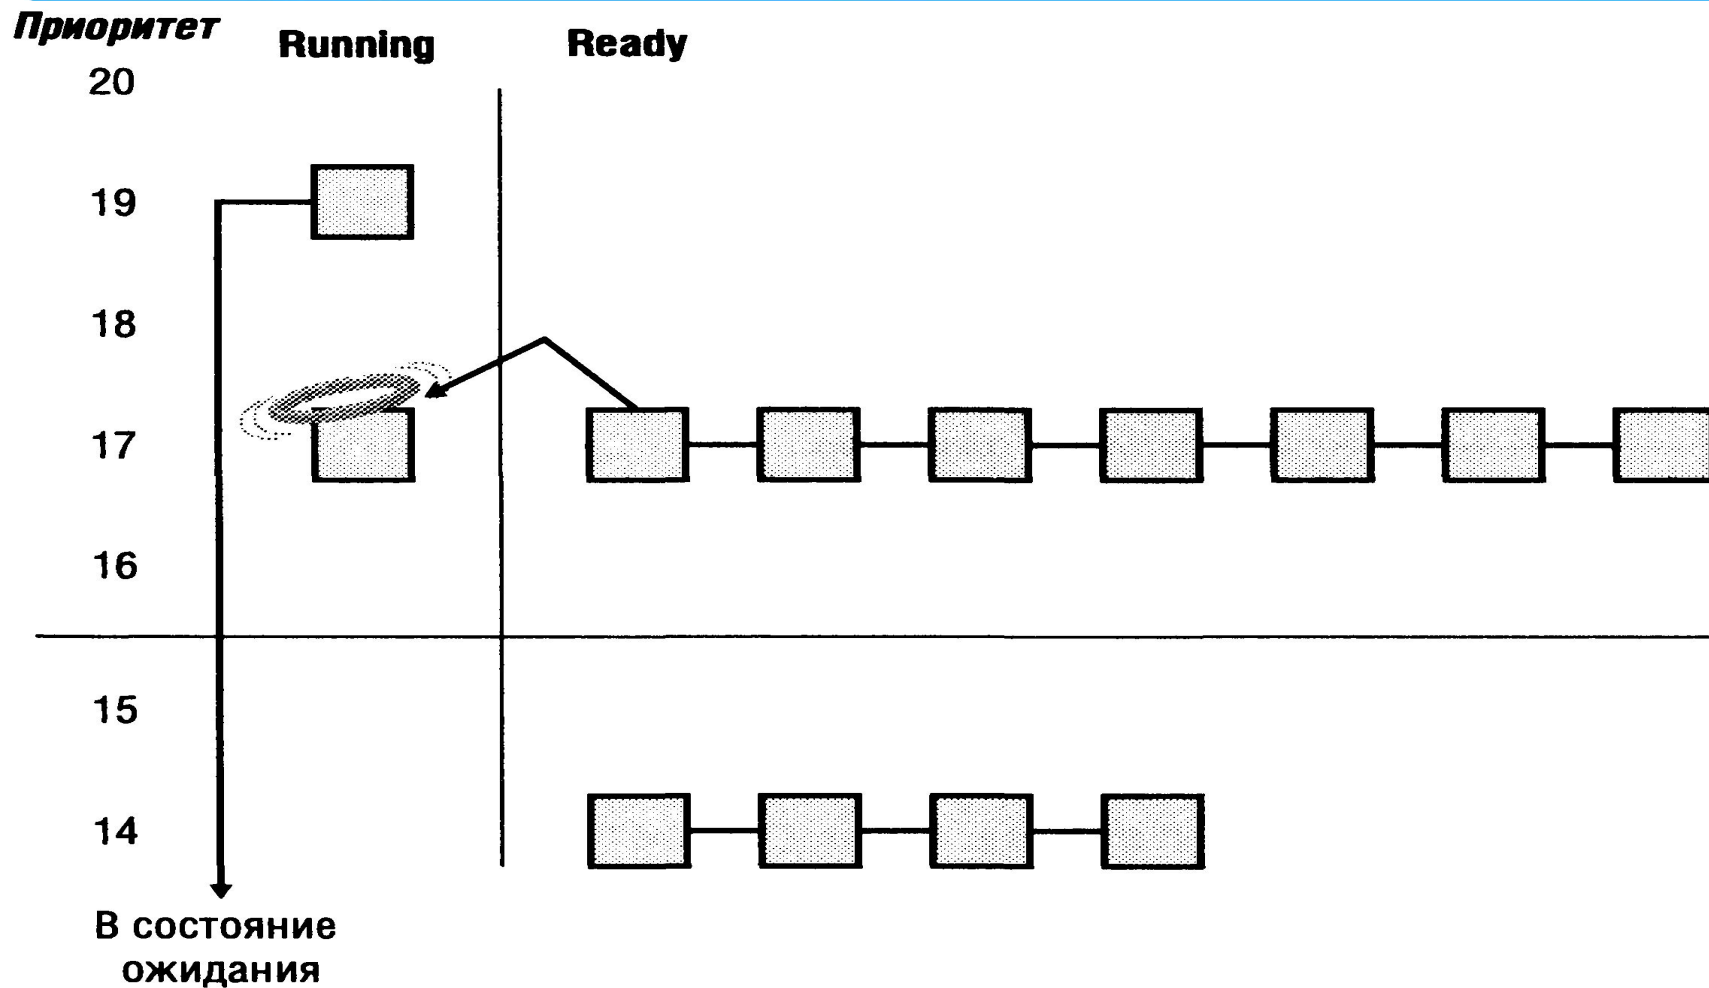 Приоритет
Running
Ready
20
19
18
17
16
15
14
В состояние
ожидания